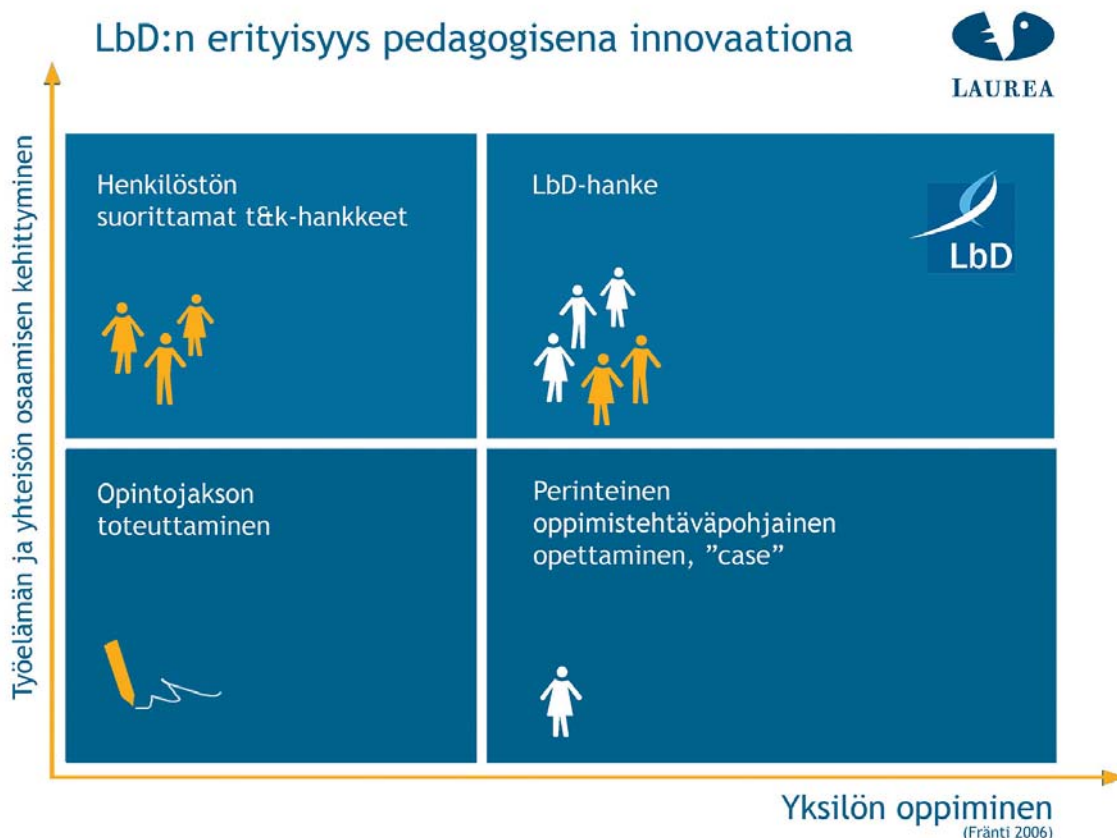 LbD:n erityisyys pedagogisena innovaationa
LAUREA
Työelämän ja yhteisön osaamisen kehittyminen
Henkilöstön
suorittamat t&k-hankkeet
LbD-hanke
LbD
Opintojakson
toteuttaminen
Perinteinen
oppimistehtäväpohjainen
opettaminen, ”case”
Yksilön oppiminen
(Fränti 2006)